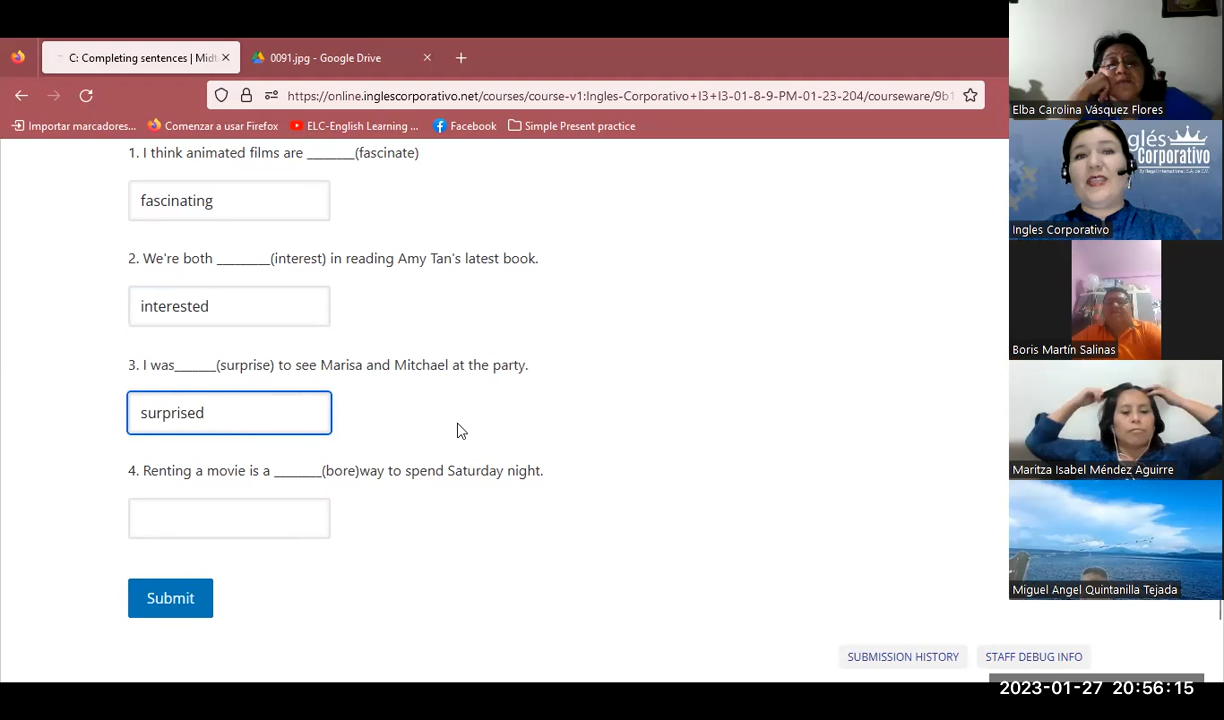 C: Completing sentences | Midt
0091.jpg - Google Drive
https://online.inglescorporativo.net/courses/course-v1:Ingles-Corporativo+I3+I3-01-8-9-PM-01-23-204/courseware/9b1
Importar marcadores...
Comenzar a usar Firefox
ELC-English Learning ...
Facebook
Simple Present practice
1. I think animated films are _______(fascinate)
fascinating
2. We're both ________(interest) in reading Amy Tan's latest book.
interested
3. I was______(surprise) to see Marisa and Mitchael at the party.
surprised
4. Renting a movie is a _______(bore)way to spend Saturday night.
Submit
SUBMISSION HISTORY
STAFF DEBUG INFO
Elba Carolina Vásquez Flores
glés
Corporativo
Ingles Corporativo
Boris Martín Salinas
Maritza Isabel Méndez Aguirre
Miguel Angel Quintanilla Tejada
2023-01-27 20:56:15